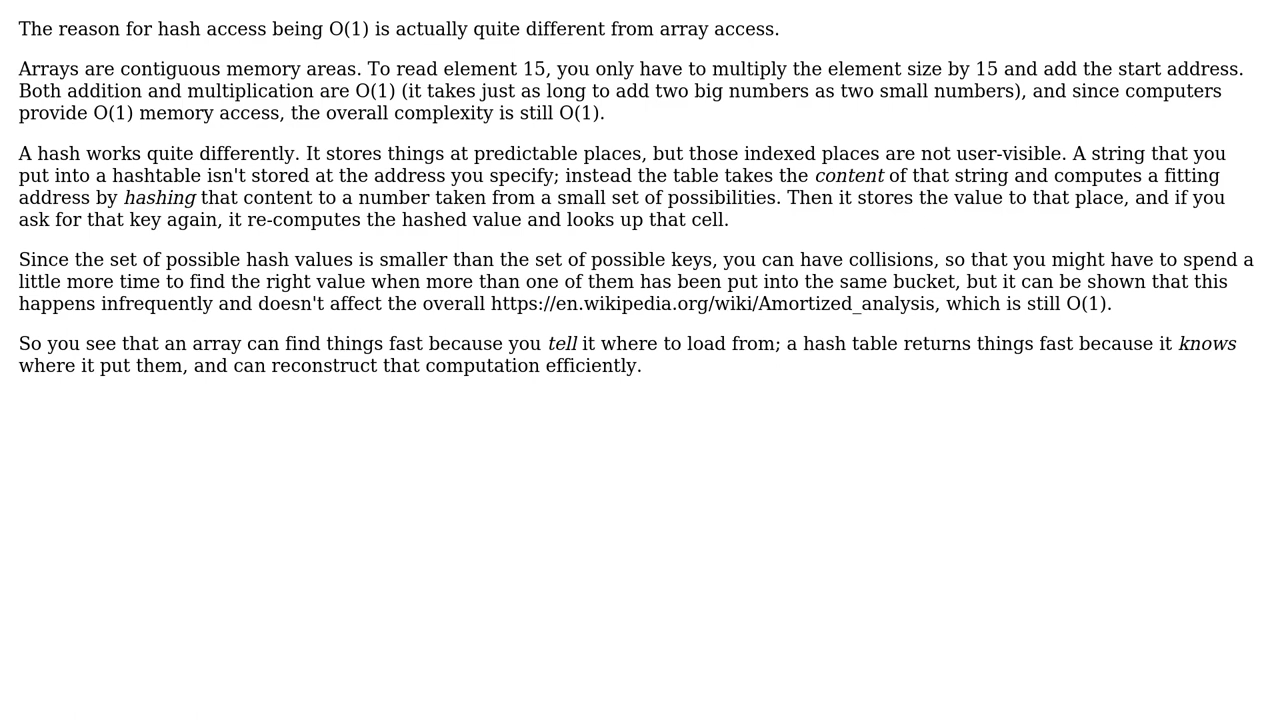 The reason for hash access being O(1) is actually quite different from array access.
Arrays are contiguous memory areas. To read element 15, you only have to multiply the element size by 15 and add the start address.
Both addition and multiplication are O(1) (it takes just as long to add two big numbers as two small numbers), and since computers
provide O(1) memory access, the overall complexity is still O(1).
A hash works quite differently. It stores things at predictable places, but those indexed places are not user-visible. A string that you
put into a hashtable isn't stored at the address you specify; instead the table takes the content of that string and computes a fitting
address by hashing that content to a number taken from a small set of possibilities. Then it stores the value to that place, and if you
ask for that key again, it re-computes the hashed value and looks up that cell.
Since the set of possible hash values is smaller than the set of possible keys, you can have collisions, so that you might have to spend a
little more time to find the right value when more than one of them has been put into the same bucket, but it can be shown that this
happens infrequently and doesn't affect the overall https://en.wikipedia.org/wiki/Amortized_analysis, which is still O(1).
So you see that an array can find things fast because you tell it where to load from; a hash table returns things fast because it knows
where it put them, and can reconstruct that computation efficiently.